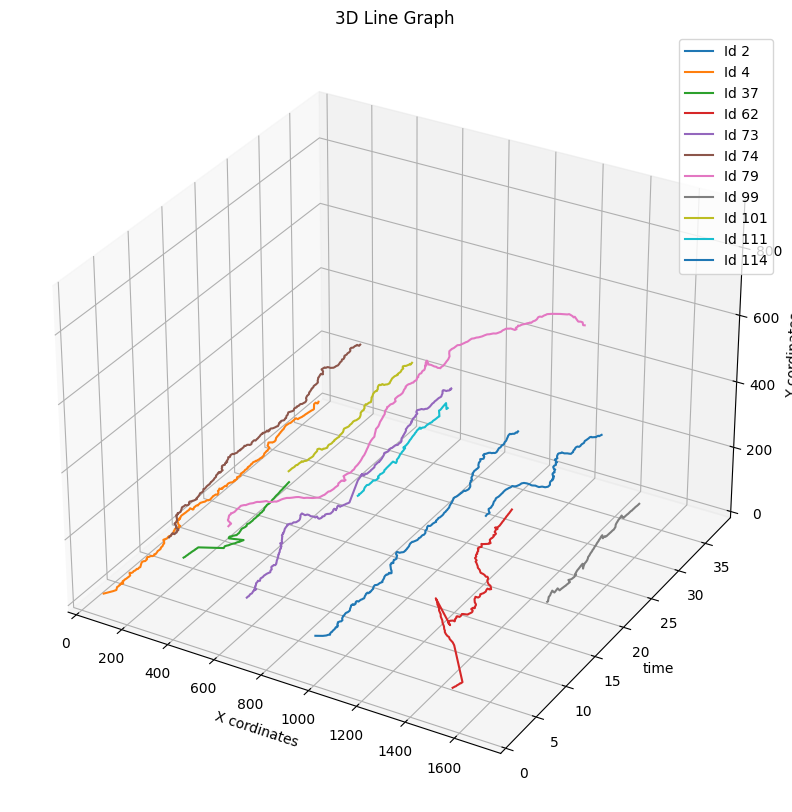 3D Line Graph
Id 2
Id 4
Id 37
Id 62
Id 73
Id 74
Id 79
Id 99
Id 101
Id 111
Id 114
800
600
400
200
0
Y cordinates
35
30
25
20
15
10
5
0
time
0
200
400
600
800
1000
1200
1400
1600
X cordinates